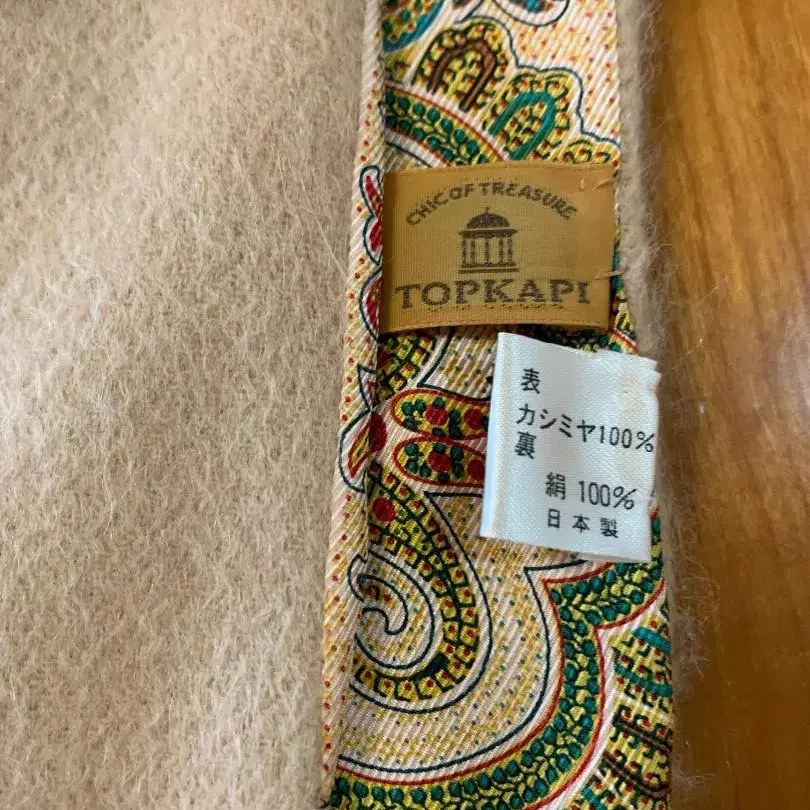 CHIC OF TREASURE
TOPKAPI
表
カシミヤ100%
裏
絹 100%
日本製